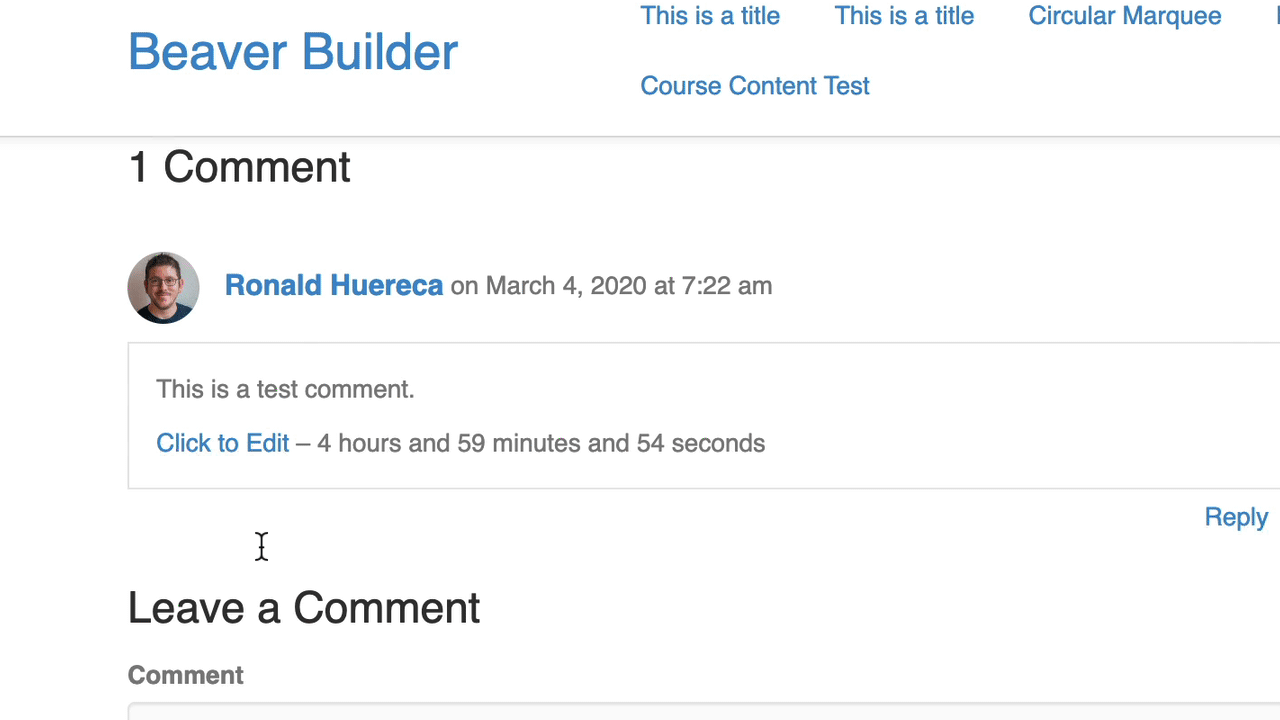 This is a title This is a title Circular Marquee
Beaver Builder
Course Content Test
1 Comment
Ronald Huereca on March 4, 2020 at 7:22 am
This is a test comment.
Click to Edit – 4 hours and 59 minutes and 54 seconds
Reply
Leave a Comment
Comment